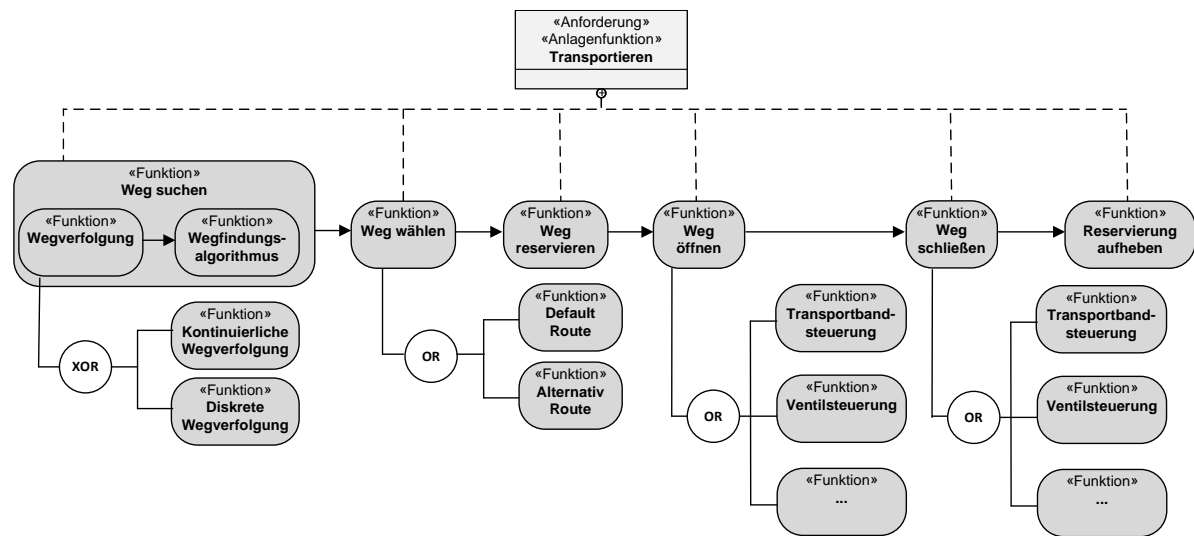 «Anforderung»
«Anlagenfunktion»
Transportieren
«Funktion»
Weg suchen
«Funktion»
Wegverfolgung
«Funktion»
Wegfindungs-
algorithmus
«Funktion»
Weg wählen
«Funktion»
Weg
reservieren
«Funktion»
Weg
öffnen
«Funktion»
Weg
schließen
«Funktion»
Reservierung
aufheben
XOR
«Funktion»
Kontinuierliche
Wegverfolgung
«Funktion»
Diskrete
Wegverfolgung
OR
«Funktion»
Default
Route
«Funktion»
Alternativ
Route
OR
«Funktion»
Transportband-
steuerung
«Funktion»
Ventilsteuerung
«Funktion»
...
OR
«Funktion»
Transportband-
steuerung
«Funktion»
Ventilsteuerung
«Funktion»
...